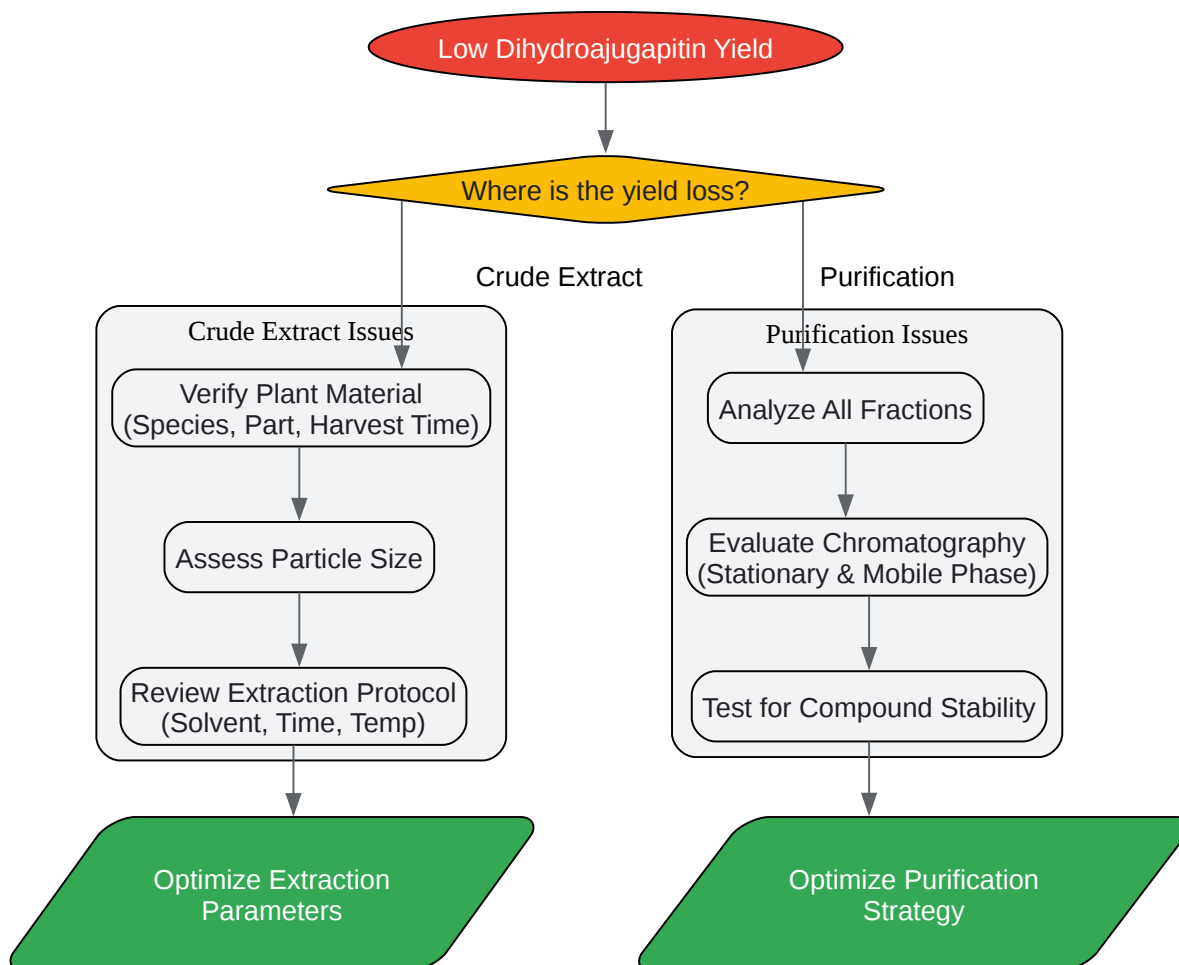 Low Dihydroajugapitin Yield
Where is the yield loss?
Crude Extract
Purification
Crude Extract Issues
Verify Plant Material
(Species, Part, Harvest Time)
Assess Particle Size
Review Extraction Protocol
(Solvent, Time, Temp)
Optimize Extraction
Parameters
Purification Issues
Analyze All Fractions
Evaluate Chromatography
(Stationary & Mobile Phase)
Test for Compound Stability
Optimize Purification
Strategy